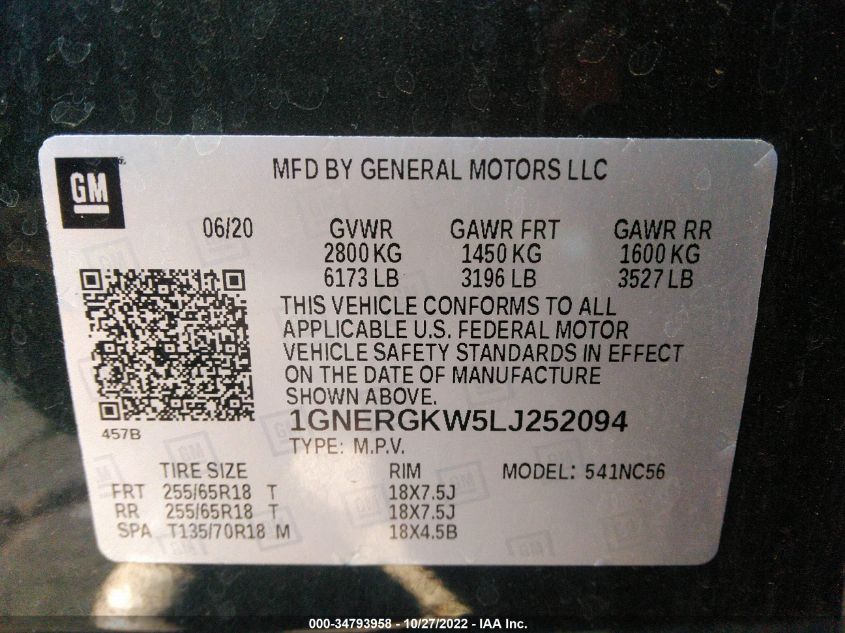 GM
MFD BY GENERAL MOTORS LLC
06/20 GVWR GAWR FRT GAWR RR
2800 KG 1450 KG 1600 KG
6173 LB 3196 LB 3527 LB
THIS VEHICLE CONFORMS TO ALL
APPLICABLE U.S. FEDERAL MOTOR
VEHICLE SAFETY STANDARDS IN EFFECT
ON THE DATE OF MANUFACTURE
SHOWN ABOVE.
457B
1GNERGKW5LJ252094
TYPE: M.P.V.
TIRE SIZE RIM MODEL: 541NC56
FRT 255/65R18 T 18X7.5J
RR 255/65R18 T 18X7.5J
SPA T135/70R18 M 18X4.5B
000-34793958 - 10/27/2022 - IAA Inc.